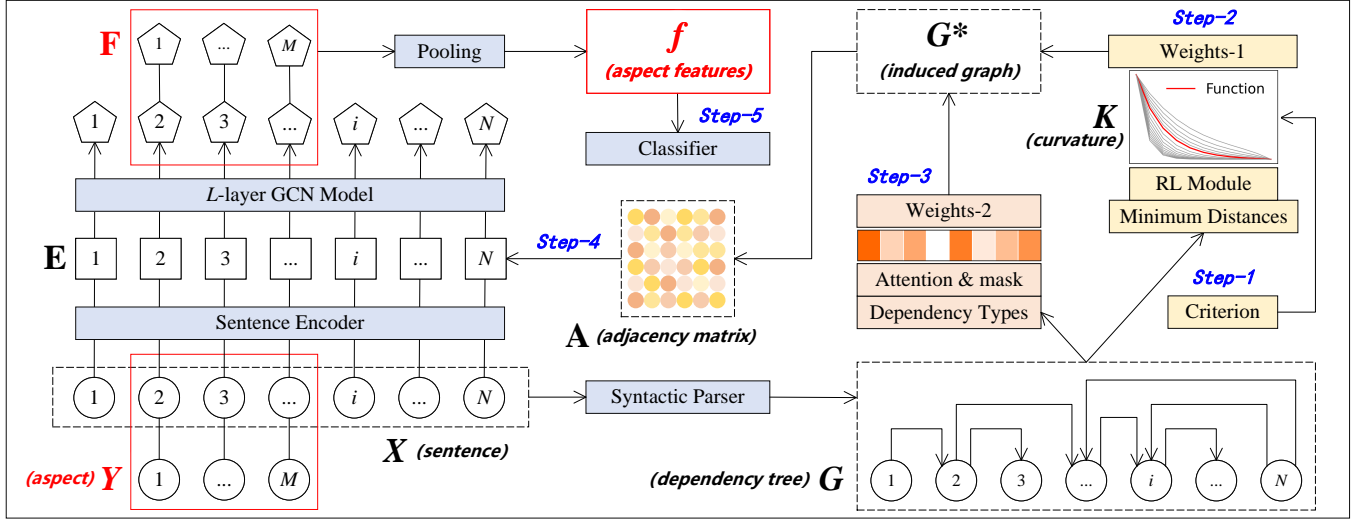 F
1
...
M
Pooling
f
(aspect features)
G*
(induced graph)
Step-2
Weights-1
Function
K
(curvature)
1
2
3
...
i
...
N
Step-5
Classifier
L-layer GCN Model
Step-3
Weights-2
RL Module
Minimum Distances
E
1
2
3
...
i
...
N
Step-4
Attention & mask
Dependency Types
Step-1
Criterion
Sentence Encoder
A (adjacency matrix)
1
2
3
...
i
...
N
Syntactic Parser
X (sentence)
(aspect) Y
1
...
M
(dependency tree) G
1
2
3
...
i
...
N